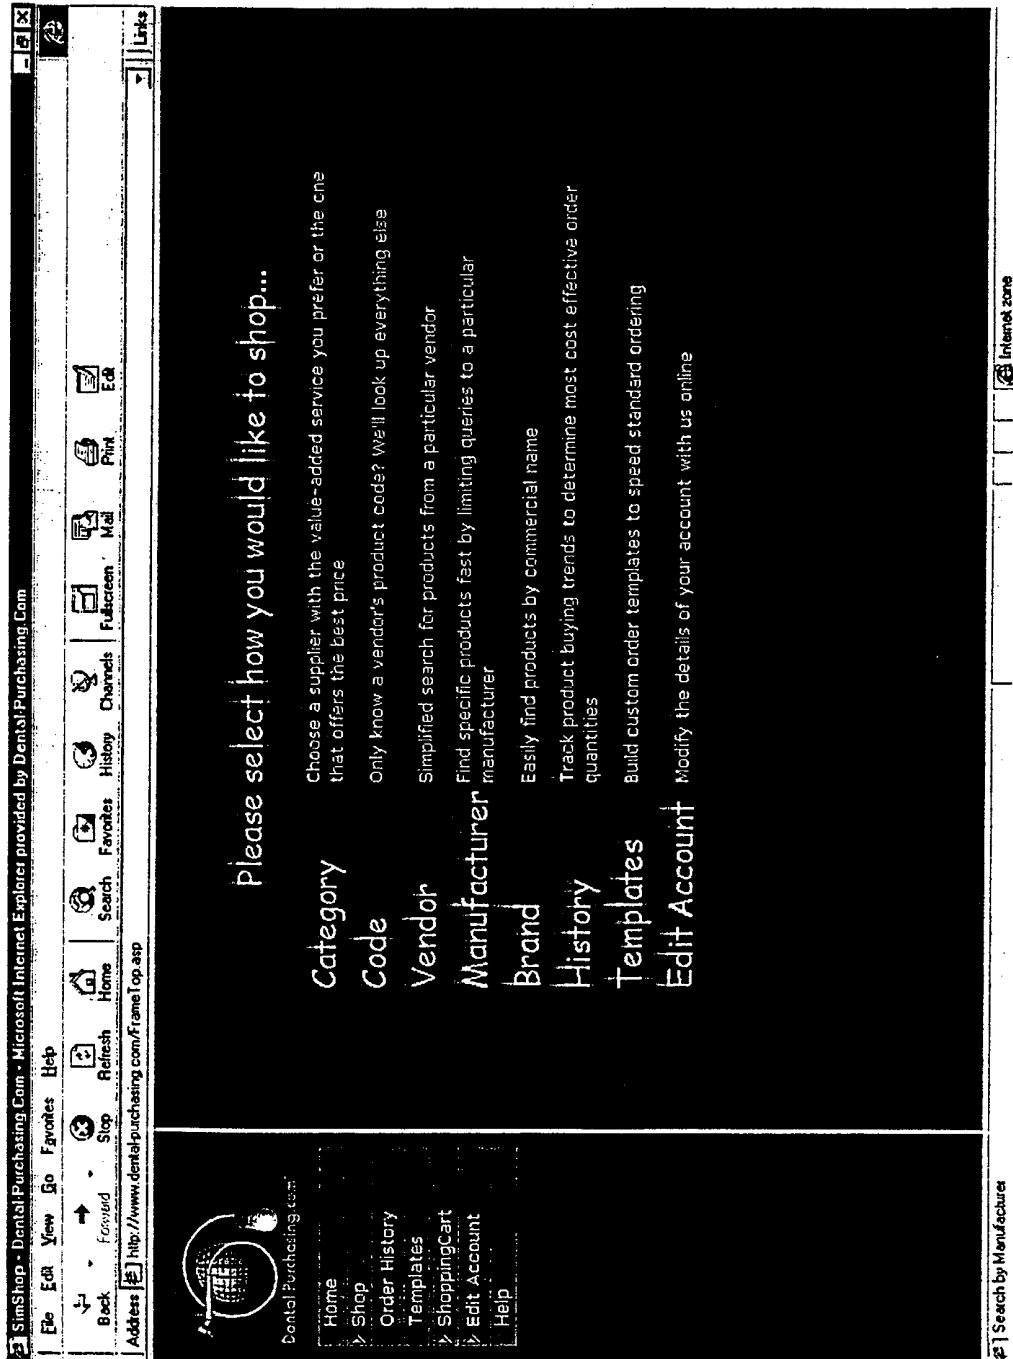 SimShop - Dental-Purchasing.Com - Microsoft Internet Explorer provided by Dental-Purchasing.Com
File Edit View Go Favorites Help
Back Forward Stop Refresh Home Search Favorites History Channels Fullscreen Mail Print Edit
Address http://www.dental-purchasing.com/FrameTop.asp Links
Dental Purchasing.com
Home
Shop
Order History
Templates
ShoppingCart
Edit Account
Help
Please select how you would like to shop...
Category Choose a supplier with the value-added service you prefer or the one
that offers the best price
Code Only know a vendor's product code? We'll look up everything else
Vendor Simplified search for products from a particular vendor
Manufacturer Find specific products fast by limiting queries to a particular
manufacturer
Brand Easily find products by commercial name
History Track product buying trends to determine most cost effective order
quantities
Templates Build custom order templates to speed standard ordering
Edit Account Modify the details of your account with us online
Search by Manufacturer Internet zone